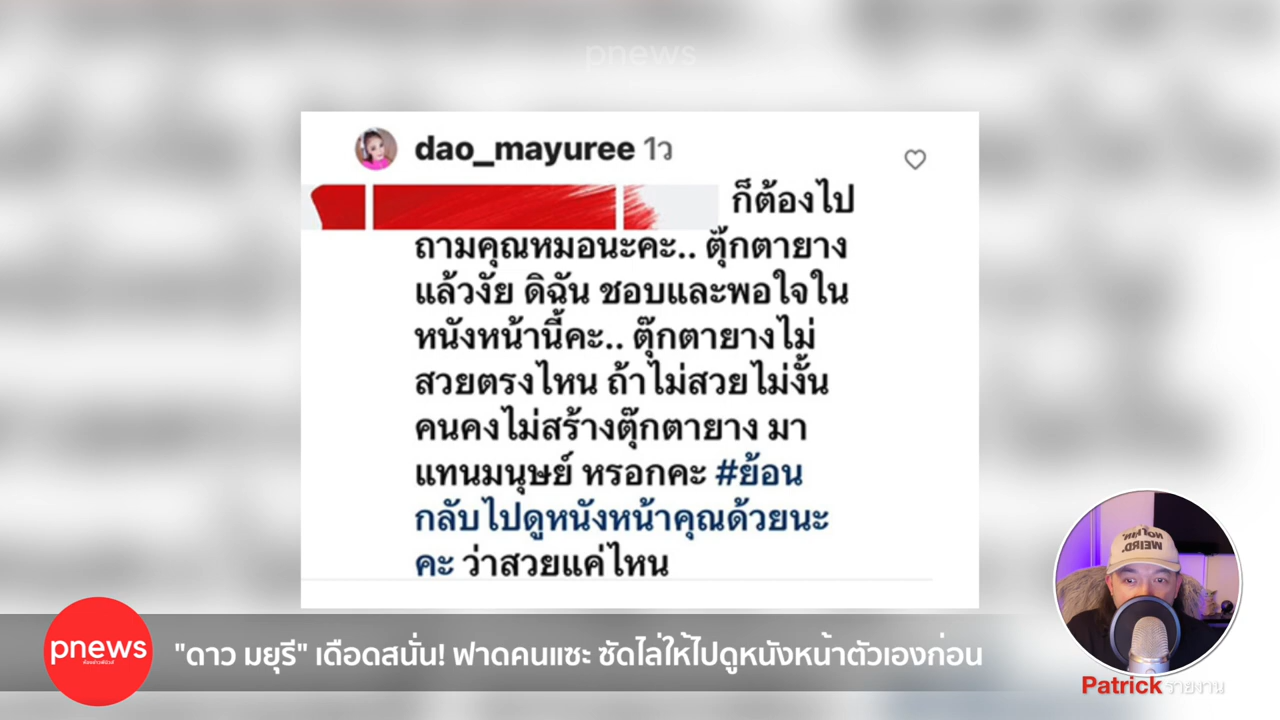 pnews
dao_mayuree 1ว
ก็ต้องไป
ถามคุณหมอนะคะ.. ตุ๊กตายาง
แล้วงัย ดิฉัน ชอบและพอใจใน
หนังหน้านี้คะ.. ตุ๊กตายางไม่
สวยตรงไหน ถ้าไม่สวยไม่งั้น
คนคงไม่สร้างตุ๊กตายาง มา
แทนมนุษย์ หรอกคะ #ย้อน
กลับไปดูหนังหน้าคุณด้วยนะ
คะ ว่าสวยแค่ไหน
pnews
"ดาว มยุรี" เดือดสนั่น! ฟาดคนแซะ ซัดไล่ให้ไปดูหนังหน้าตัวเองก่อน
WEIRD.
Patrick รายงาน